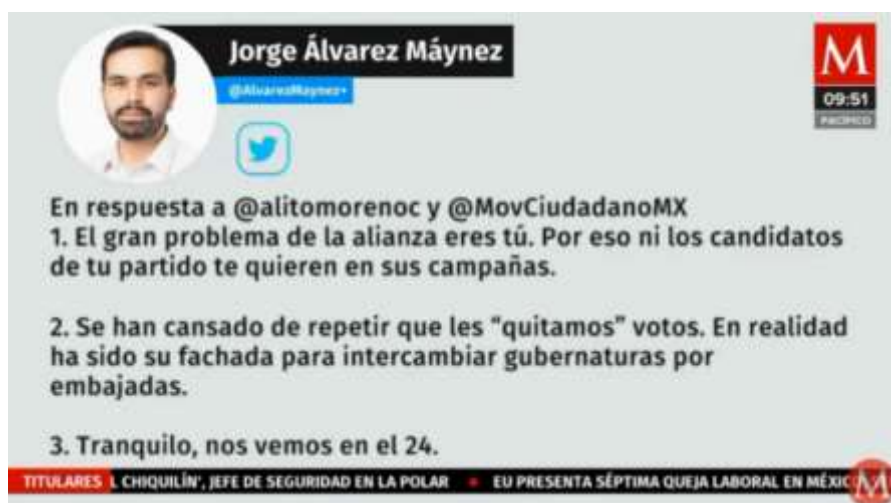 Jorge Álvarez Máynez
@AlvarezMaynez
M
09:51
PACÍFICO
En respuesta a @alitomorenoc y @MovCiudadanoMX
1. El gran problema de la alianza eres tú. Por eso ni los candidatos
de tu partido te quieren en sus campañas.
2. Se han cansado de repetir que les “quitamos” votos. En realidad
ha sido su fachada para intercambiar gubernaturas por
embajadas.
3. Tranquilo, nos vemos en el 24.
TITULARES L CHIQUILÍN', JEFE DE SEGURIDAD EN LA POLAR EU PRESENTA SÉPTIMA QUEJA LABORAL EN MÉXIC M